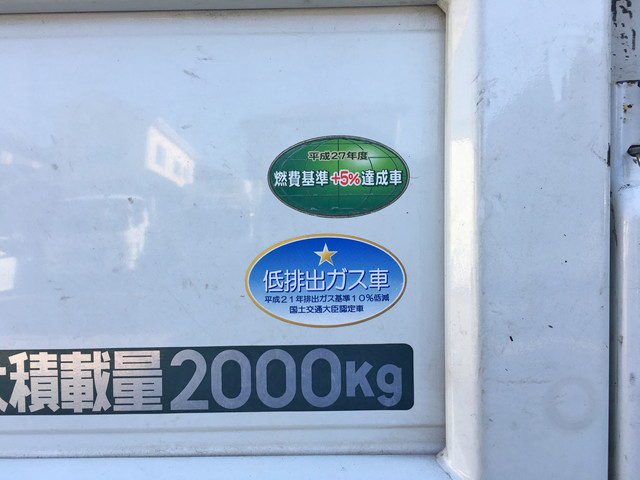 平成27年度
燃費基準+5%達成車
低排出ガス車
平成21年排出ガス基準10%低減
国土交通大臣認定車
大積載量2000Kg